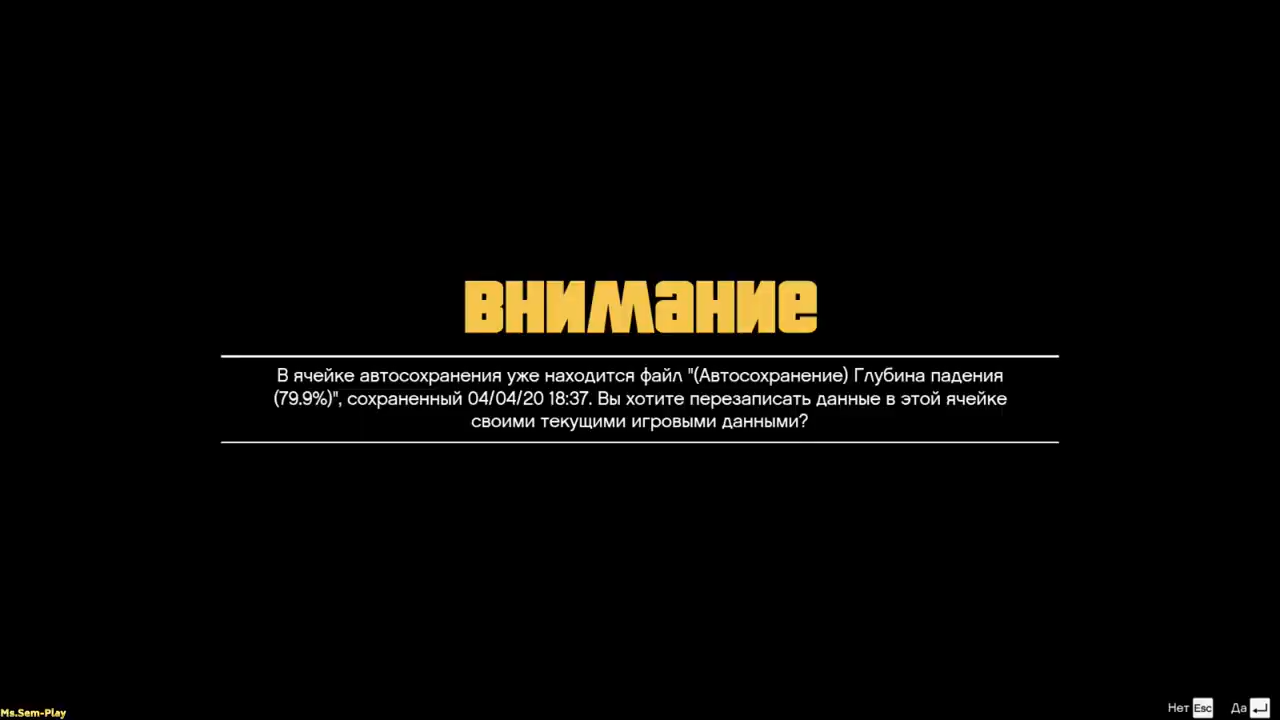 внимание
В ячейке автосохранения уже находится файл "(Автосохранение) Глубина падения
(79.9%)", сохраненный 04/04/20 18:37. Вы хотите перезаписать данные в этой ячейке
своими текущими игровыми данными?
Ms.Sem-Play
Нет Esc Да